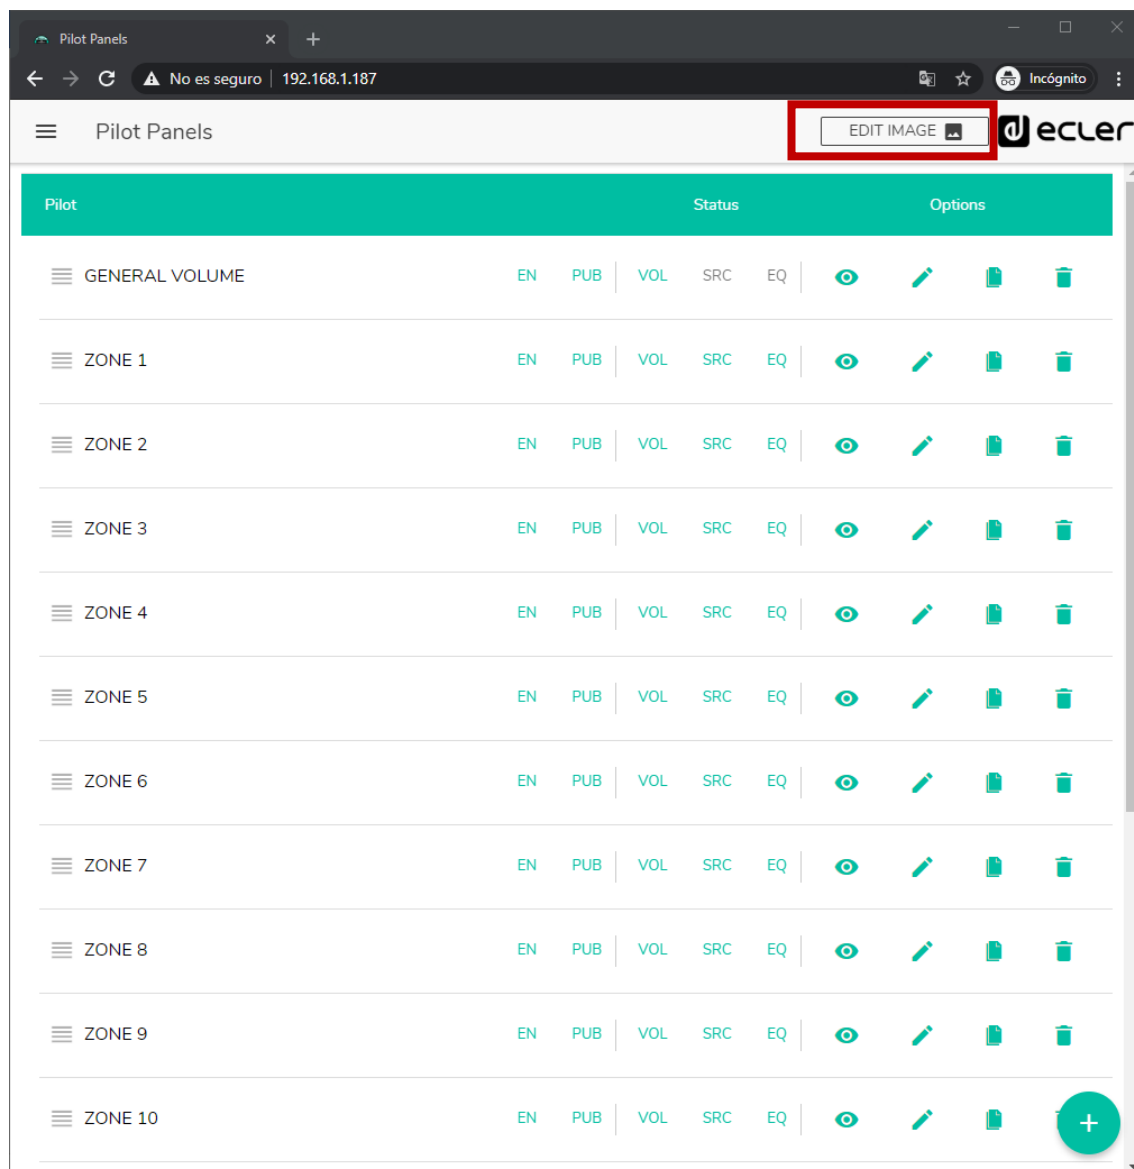 Pilot Panels
No es seguro | 192.168.1.187
Incógnito
Pilot Panels
EDIT IMAGE
ecler
Pilot Status Options
GENERAL VOLUME EN PUB VOL SRC EQ
ZONE 1 EN PUB VOL SRC EQ
ZONE 2 EN PUB VOL SRC EQ
ZONE 3 EN PUB VOL SRC EQ
ZONE 4 EN PUB VOL SRC EQ
ZONE 5 EN PUB VOL SRC EQ
ZONE 6 EN PUB VOL SRC EQ
ZONE 7 EN PUB VOL SRC EQ
ZONE 8 EN PUB VOL SRC EQ
ZONE 9 EN PUB VOL SRC EQ
ZONE 10 EN PUB VOL SRC EQ